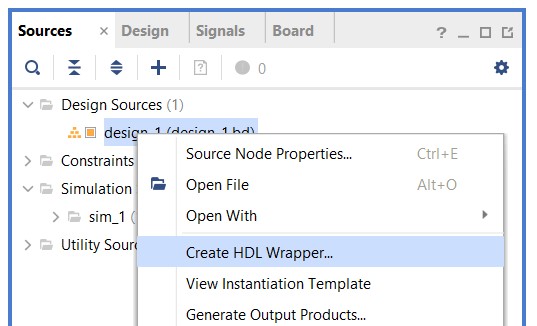 Sources × Design Signals Board ? _
? 0
Design Sources (1)
design_1 (design_1.bd)
Constraints
Source Node Properties... Ctrl+E
Simulation
Open File Alt+O
sim_1 (
Open With
Utility Sour
Create HDL Wrapper...
View Instantiation Template
Generate Output Products...